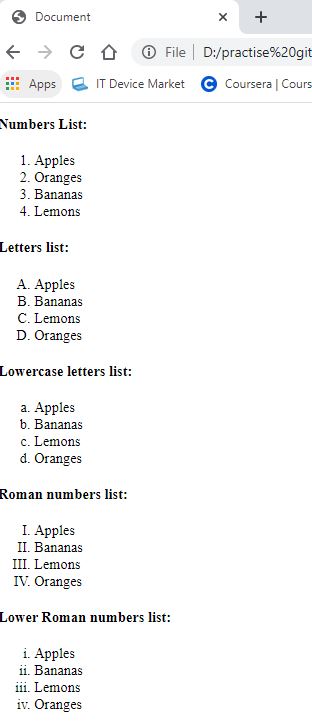 Document
File | D:/practise%20git
Apps IT Device Market Coursera | Cours
Numbers List:
1. Apples
2. Oranges
3. Bananas
4. Lemons
Letters list:
A. Apples
B. Bananas
C. Lemons
D. Oranges
Lowercase letters list:
a. Apples
b. Bananas
c. Lemons
d. Oranges
Roman numbers list:
I. Apples
II. Bananas
III. Lemons
IV. Oranges
Lower Roman numbers list:
i. Apples
ii. Bananas
iii. Lemons
iv. Oranges